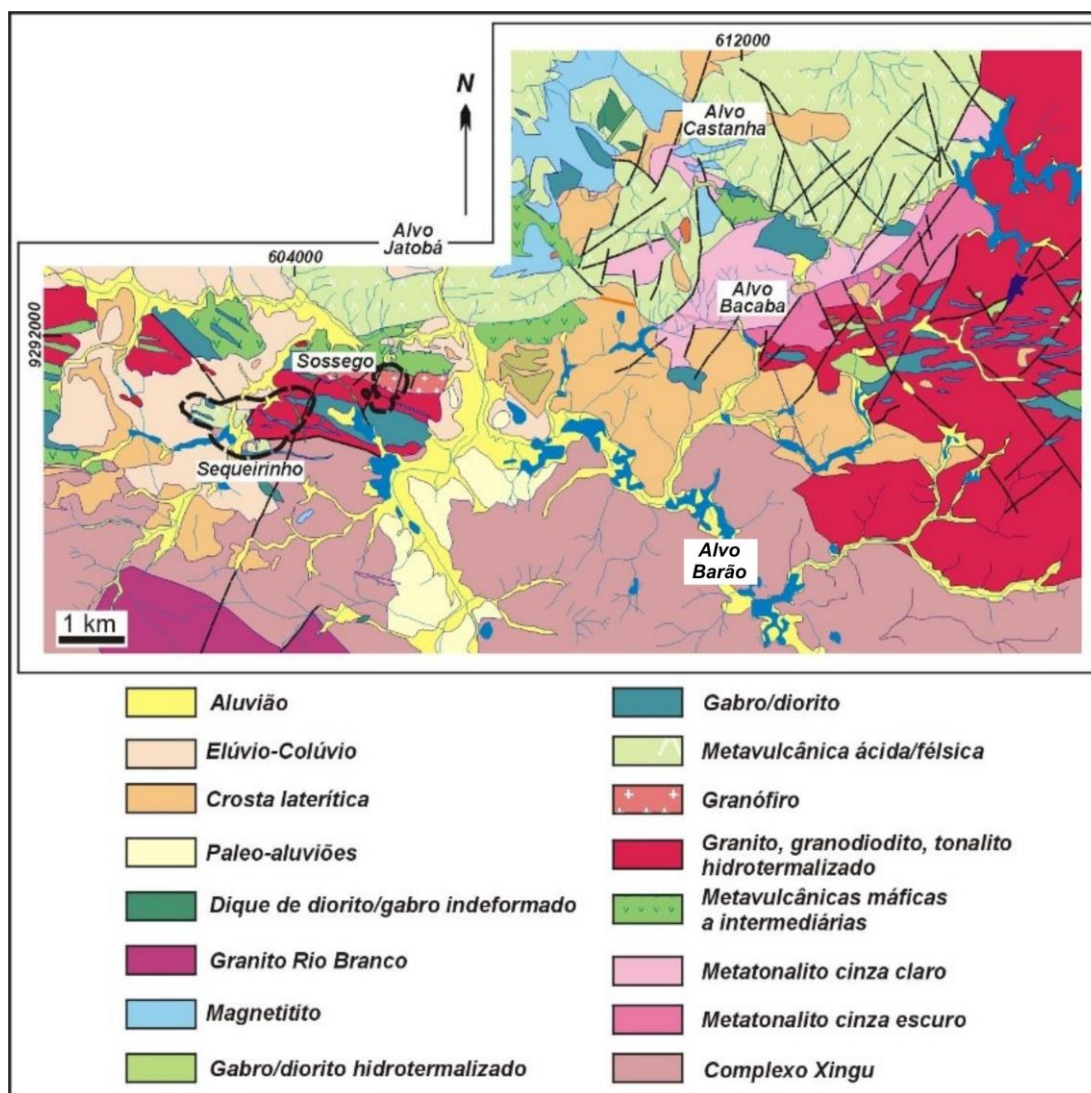 612000
N
Alvo
Castanha
Alvo
Jatobá
604000
9292000
Alvo
Bacaba
Sossego
Sequeirinho
Alvo
Barão
1 km
Aluvião
Elúvio-Colúvio
Crosta laterítica
Paleo-aluviões
Dique de diorito/gabro indeformado
Granito Rio Branco
Magnetitito
Gabro/diorito hidrotermalizado
Gabro/diorito
Metavulcânica ácida/félsica
Granófiro
Granito, granodiodito, tonalito
hidrotermalizado
Metavulcânicas máficas
a intermediárias
Metatonalito cinza claro
Metatonalito cinza escuro
Complexo Xingu